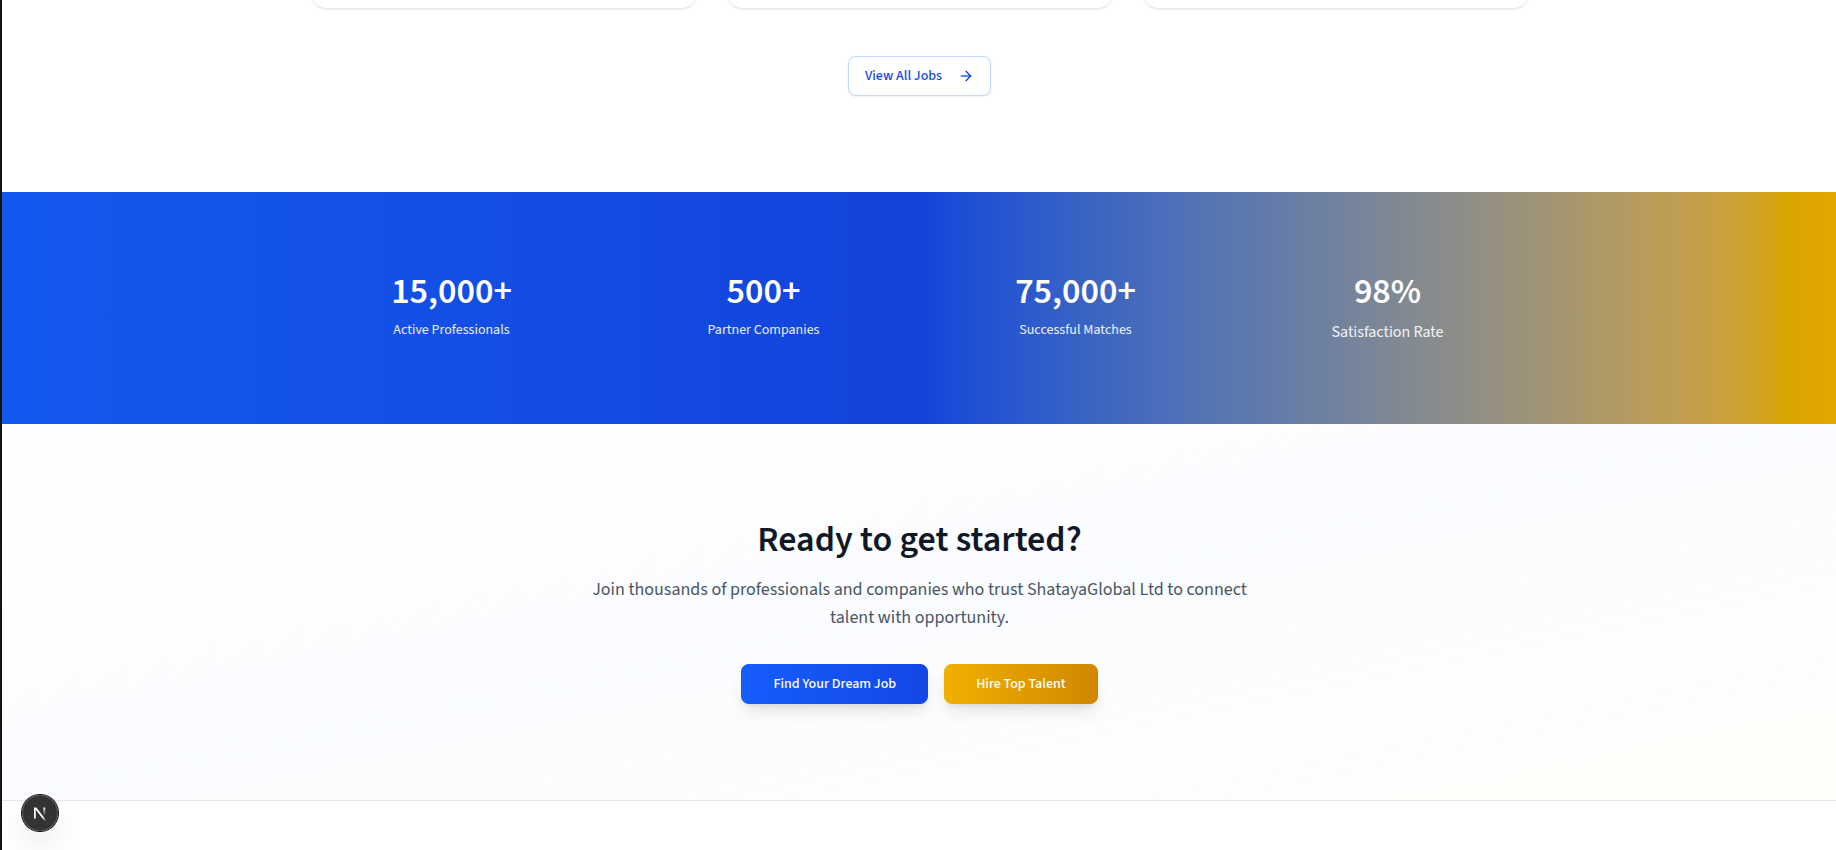 View All Jobs
15,000+
Active Professionals
500+
Partner Companies
75,000+
Successful Matches
98%
Satisfaction Rate
Ready to get started?
Join thousands of professionals and companies who trust ShatayaGlobal Ltd to connect
talent with opportunity.
Find Your Dream Job
Hire Top Talent
N